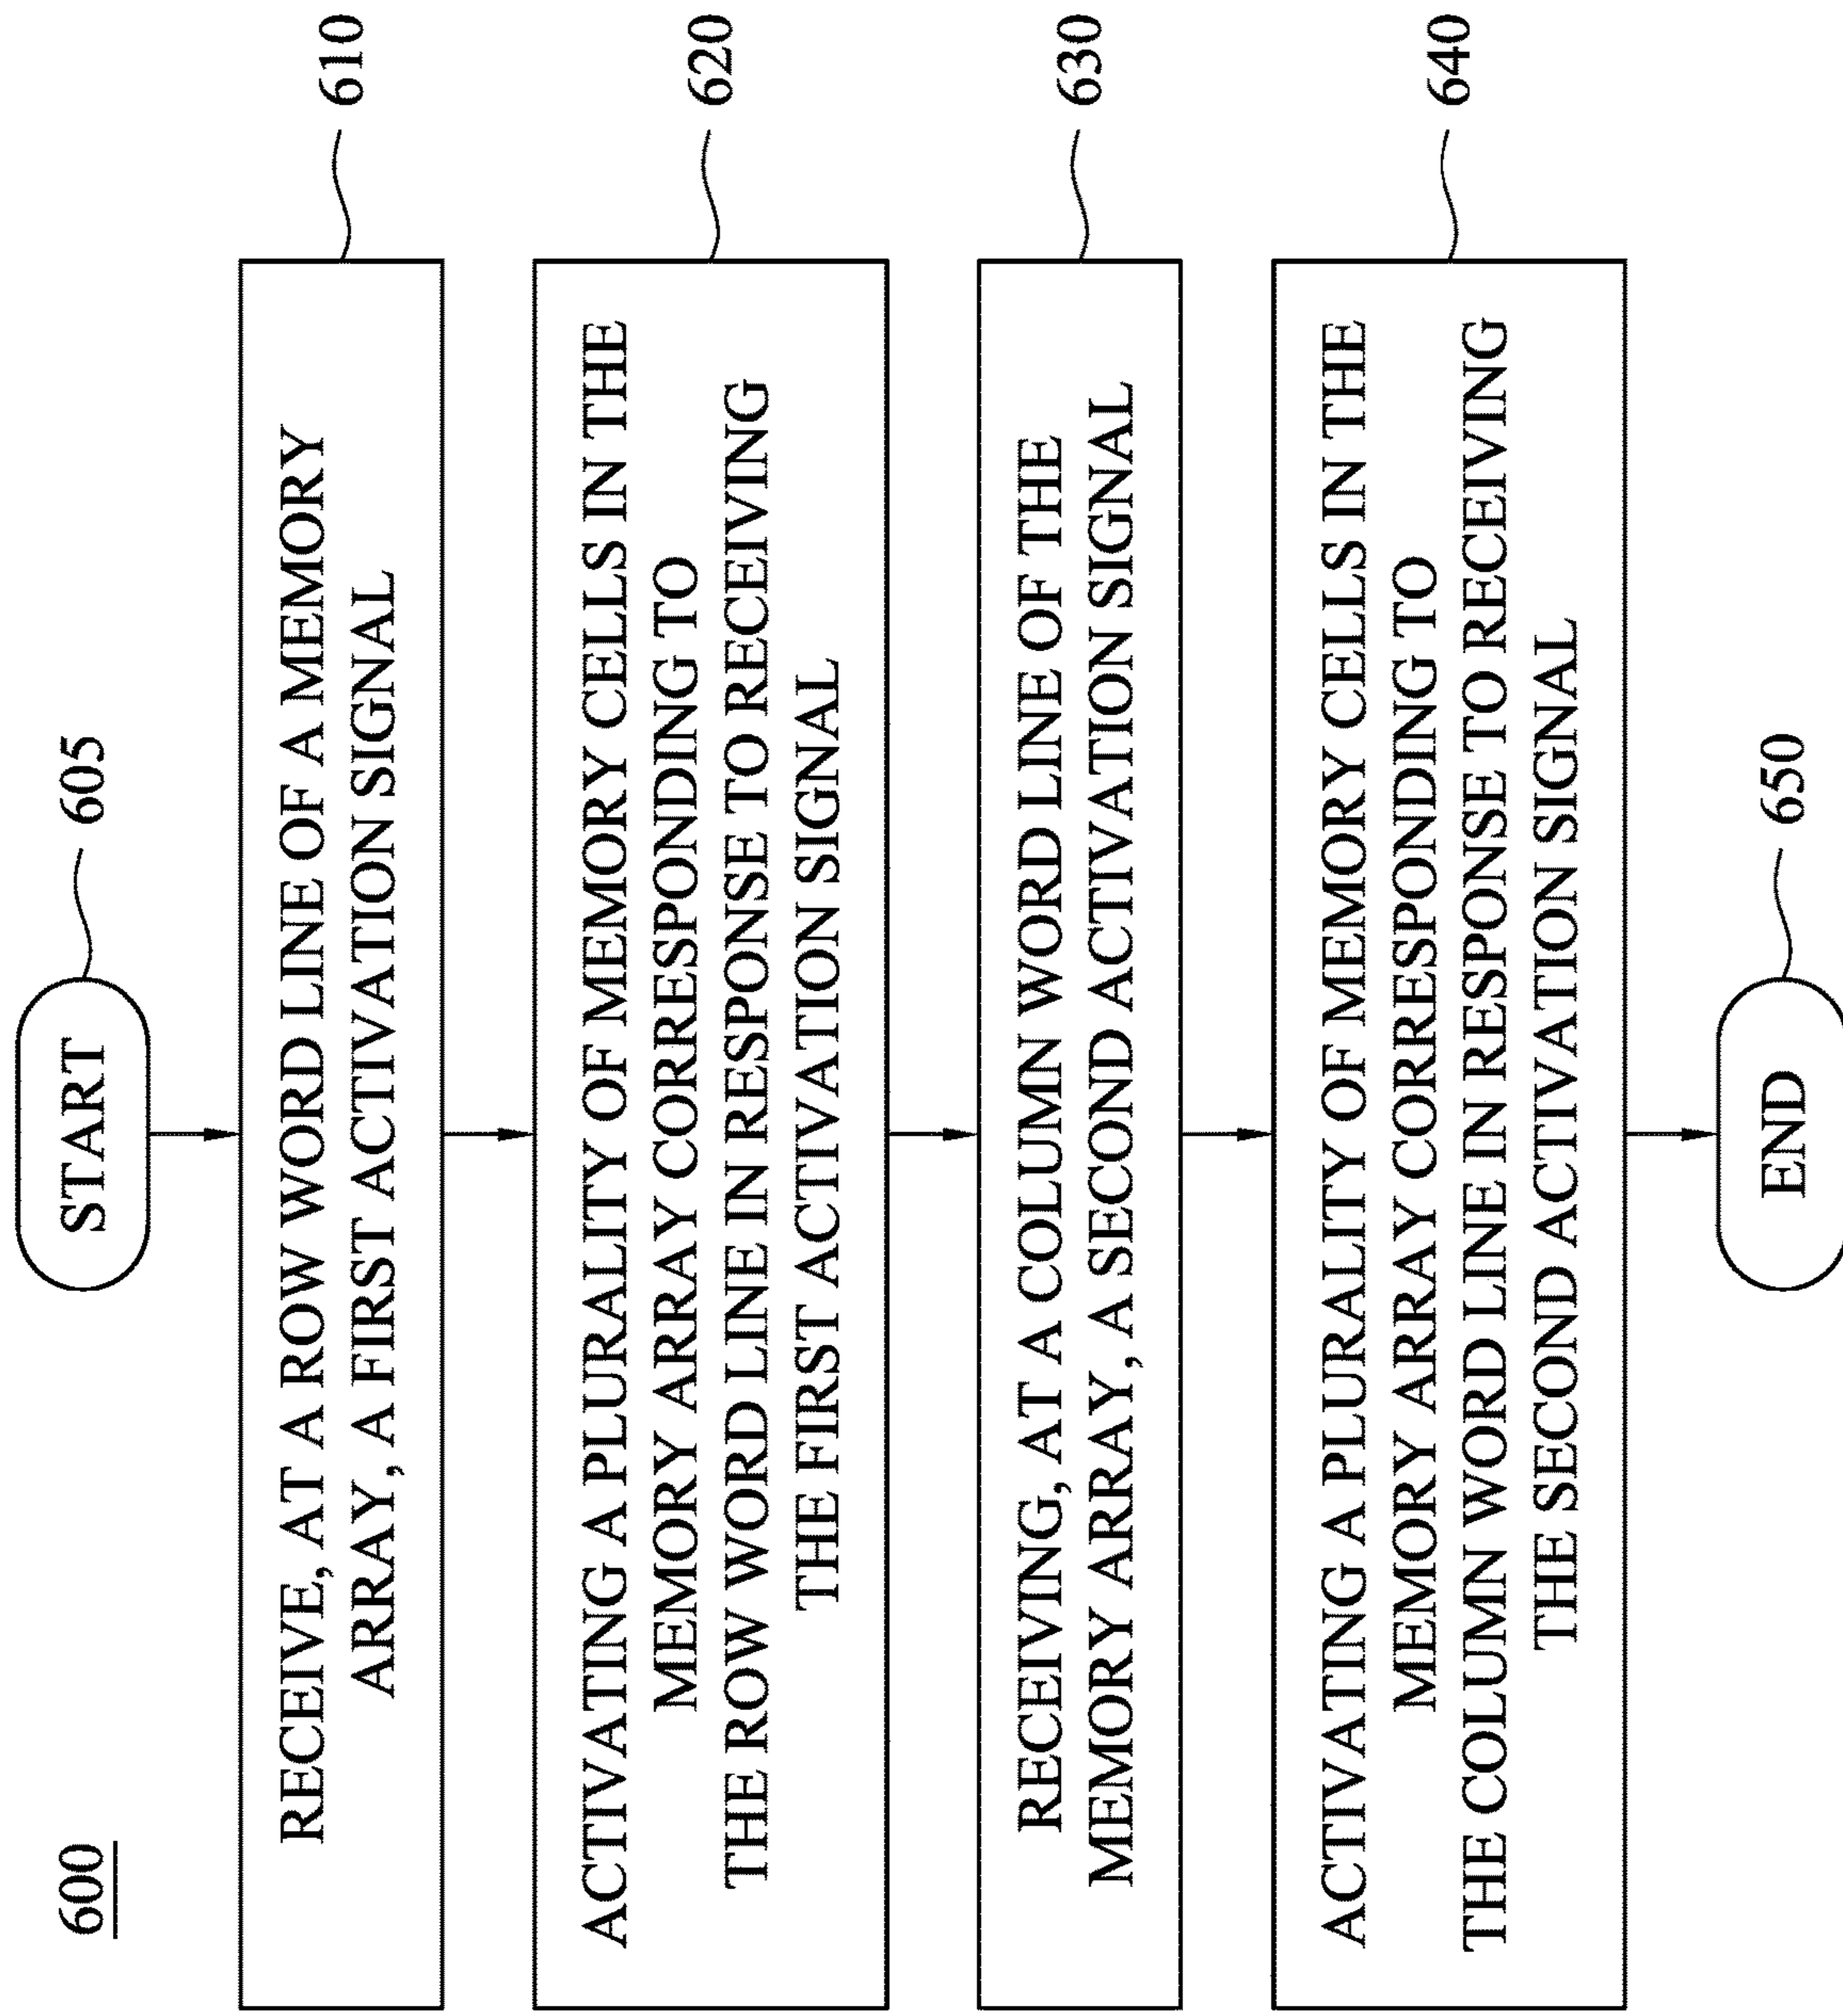 600
START
605
RECEIVE, AT A ROW WORD LINE OF A MEMORY
ARRAY, A FIRST ACTIVATION SIGNAL
610
ACTIVATING A PLURALITY OF MEMORY CELLS IN THE
MEMORY ARRAY CORRESPONDING TO
THE ROW WORD LINE IN RESPONSE TO RECEIVING
THE FIRST ACTIVATION SIGNAL
620
RECEIVING, AT A COLUMN WORD LINE OF THE
MEMORY ARRAY, A SECOND ACTIVATION SIGNAL
630
ACTIVATING A PLURALITY OF MEMORY CELLS IN THE
MEMORY ARRAY CORRESPONDING TO
THE COLUMN WORD LINE IN RESPONSE TO RECEIVING
THE SECOND ACTIVATION SIGNAL
640
END
650